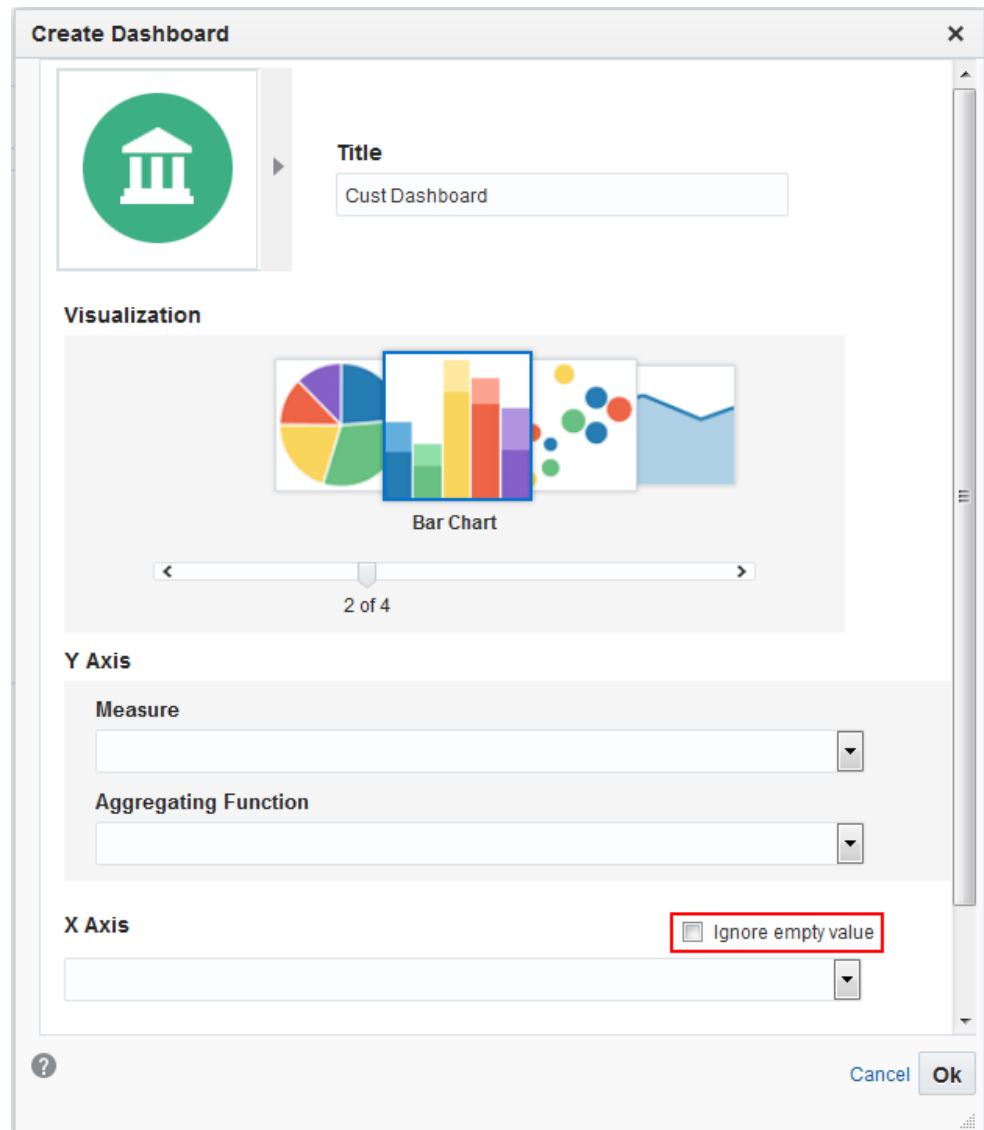 Create Dashboard
Title
Cust Dashboard
Visualization
Bar Chart
2 of 4
Y Axis
Measure
Aggregating Function
X Axis
Ignore empty value
?
Cancel
Ok